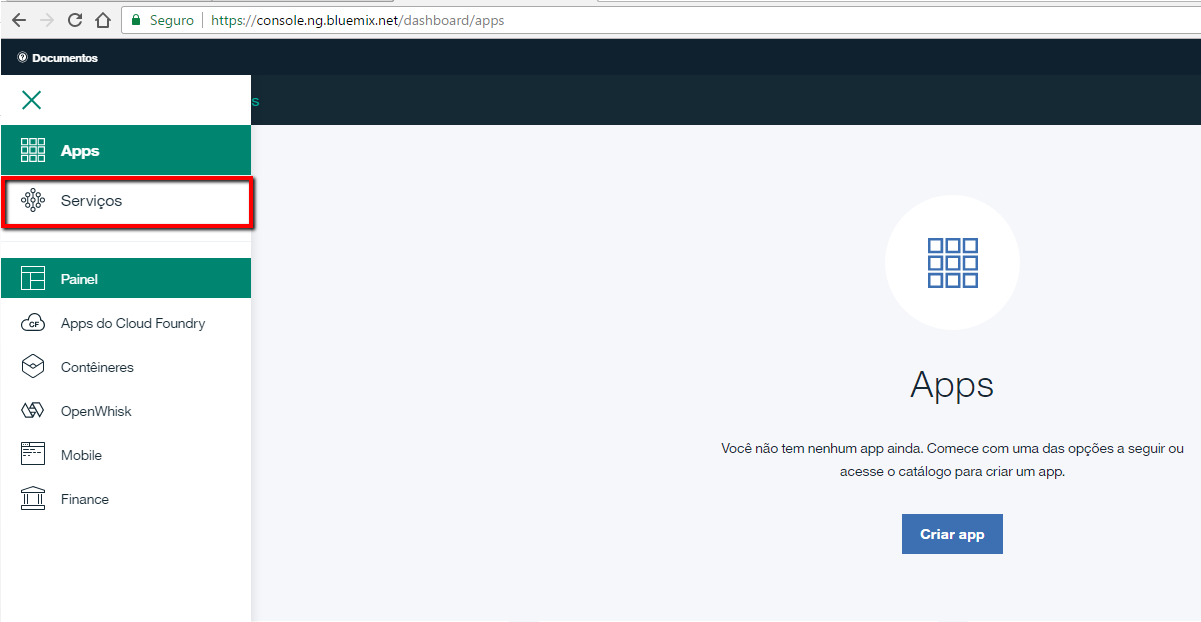 Seguro
https://console.ng.bluemix.net/dashboard/apps
Documentos
s
Apps
Serviços
Painel
CF
Apps do Cloud Foundry
Contêineres
OpenWhisk
Mobile
Finance
Apps
Você não tem nenhum app ainda. Comece com uma das opções a seguir ou
acesse o catálogo para criar um app.
Criar app